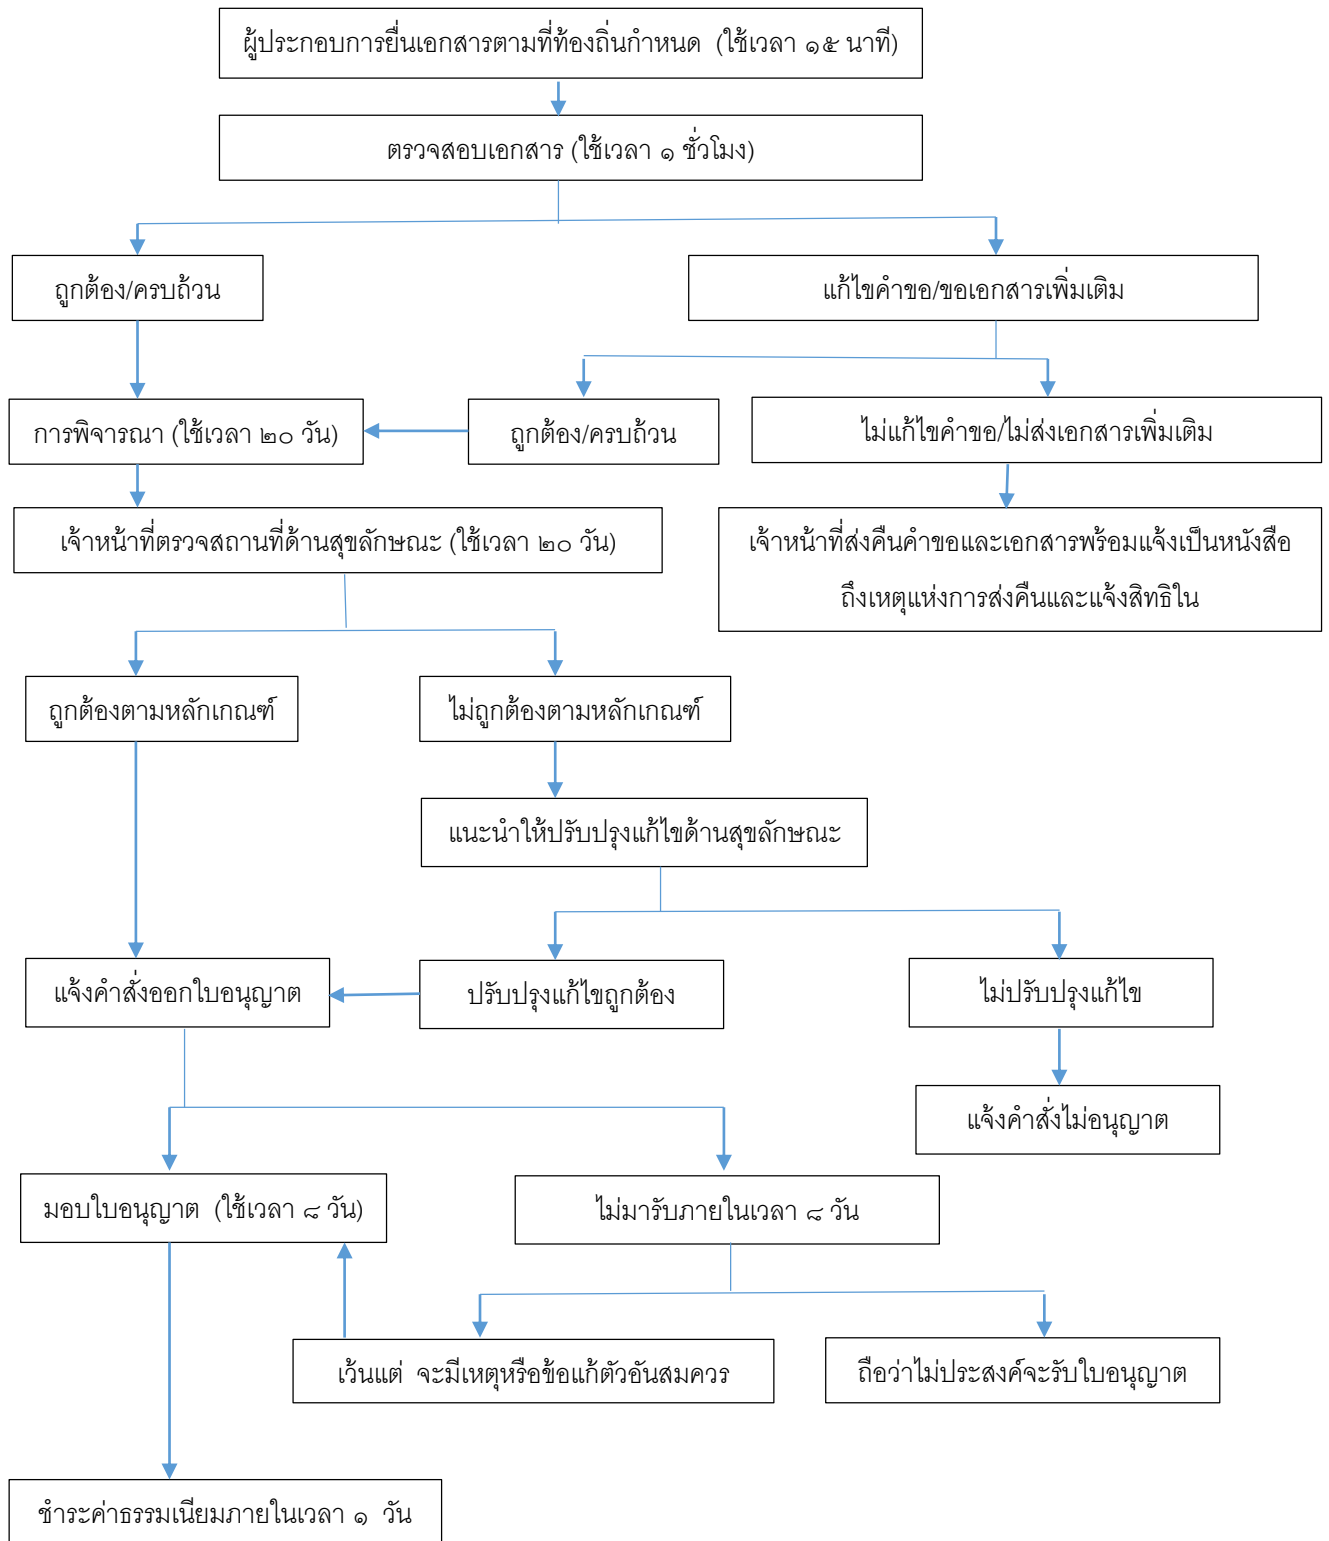 ผู้ประกอบการยื่นเอกสารตามที่ท้องถิ่นกำหนด (ใช้เวลา ๑๕ นาที)
ตรวจสอบเอกสาร (ใช้เวลา ๑ ชั่วโมง)
ถูกต้อง/ครบถ้วน
แก้ไขคำขอ/ขอเอกสารเพิ่มเติม
การพิจารณา (ใช้เวลา ๒๐ วัน)
ถูกต้อง/ครบถ้วน
ไม่แก้ไขคำขอ/ไม่ส่งเอกสารเพิ่มเติม
เจ้าหน้าที่ตรวจสถานที่ด้านสุขลักษณะ (ใช้เวลา ๒๐ วัน)
เจ้าหน้าที่ส่งคืนคำขอและเอกสารพร้อมแจ้งเป็นหนังสือ
ถึงเหตุแห่งการส่งคืนและแจ้งสิทธิใน
ถูกต้องตามหลักเกณฑ์
ไม่ถูกต้องตามหลักเกณฑ์
แนะนำให้ปรับปรุงแก้ไขด้านสุขลักษณะ
แจ้งคำสั่งออกใบอนุญาต
ปรับปรุงแก้ไขถูกต้อง
ไม่ปรับปรุงแก้ไข
แจ้งคำสั่งไม่อนุญาต
มอบใบอนุญาต (ใช้เวลา ๘ วัน)
ไม่มารับภายในเวลา ๘ วัน
เว้นแต่ จะมีเหตุหรือข้อแก้ตัวอันสมควร
ถือว่าไม่ประสงค์จะรับใบอนุญาต
ชำระค่าธรรมเนียมภายในเวลา ๑ วัน